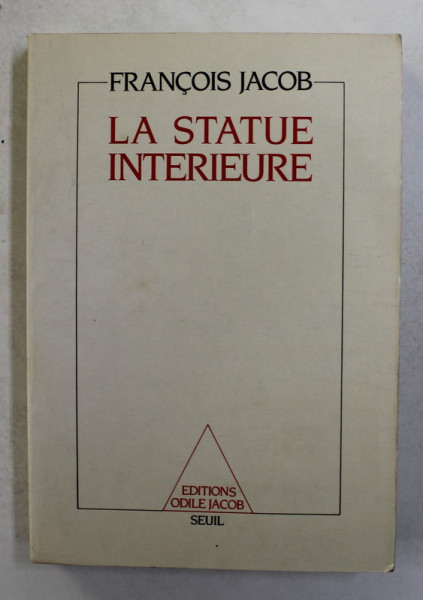 FRANÇOIS JACOB
LA STATUE
INTERIEURE
EDITIONS
ODILE JACOB
SEUIL